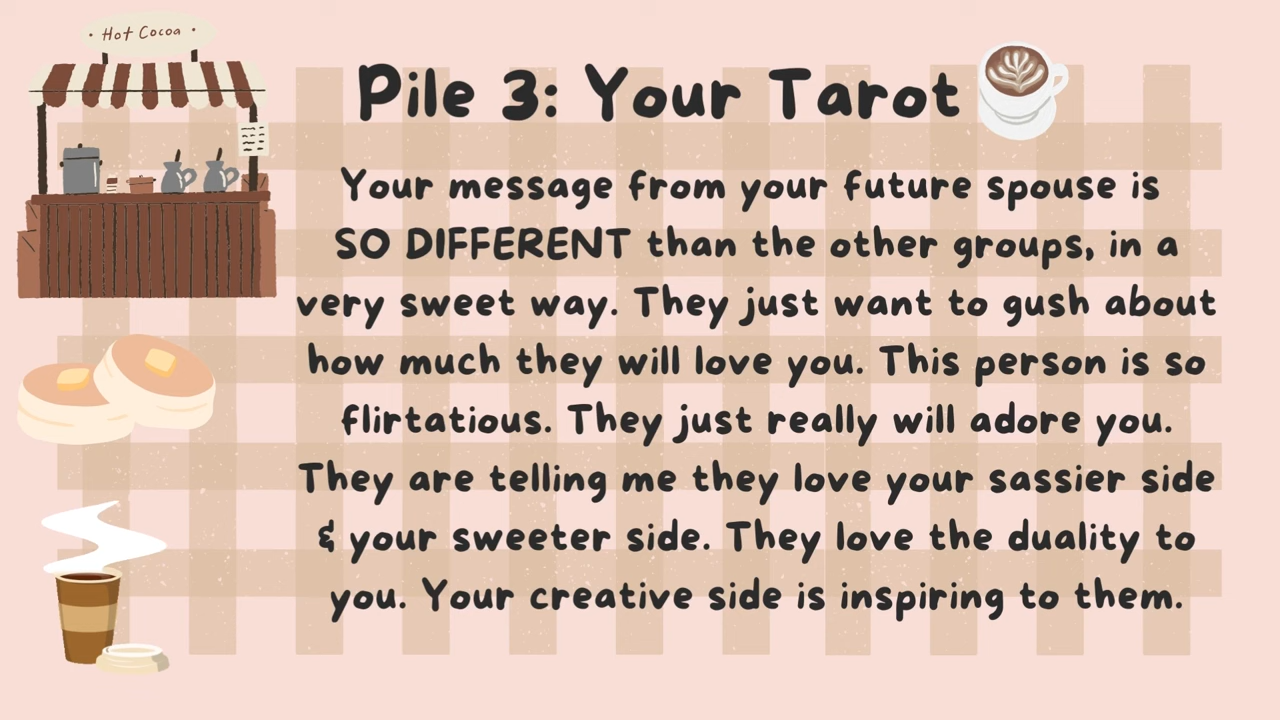 • Hot Cocoa •
Pile 3: Your Tarot
Your message from your future spouse is
SO DIFFERENT than the other groups, in a
very sweet way. They just want to gush about
how much they will love you. This person is so
flirtatious. They just really will adore you.
They are telling me they love your sassier side
& your sweeter side. They love the duality to
you. Your creative side is inspiring to them.